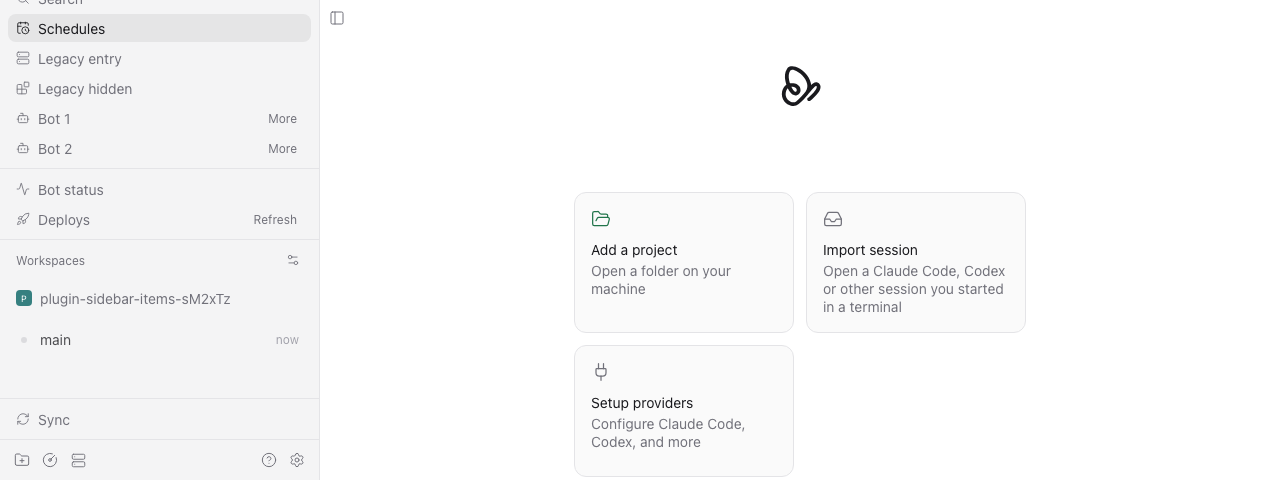 Search
Schedules
Legacy entry
Legacy hidden
Bot 1 More
Bot 2 More
Bot status
Deploys Refresh
Workspaces
P plugin-sidebar-items-sM2xTz
main now
Sync
Add a project
Open a folder on your
machine
Import session
Open a Claude Code, Codex
or other session you started
in a terminal
Setup providers
Configure Claude Code,
Codex, and more